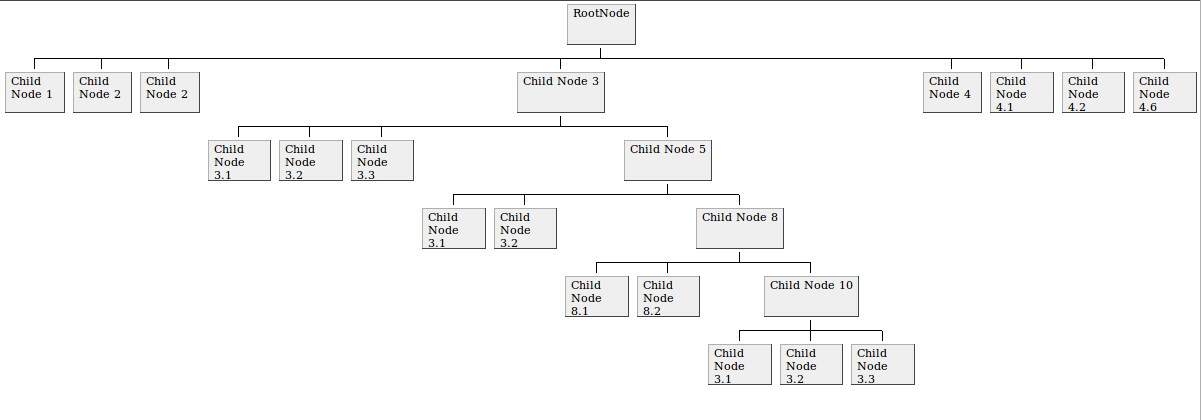 RootNode
Child
Node 1
Child
Node 2
Child
Node 2
Child Node 3
Child
Node 4
Child
Node
4.1
Child
Node
4.2
Child
Node
4.6
Child
Node
3.1
Child
Node
3.2
Child
Node
3.3
Child Node 5
Child
Node
3.1
Child
Node
3.2
Child Node 8
Child
Node
8.1
Child
Node
8.2
Child Node 10
Child
Node
3.1
Child
Node
3.2
Child
Node
3.3